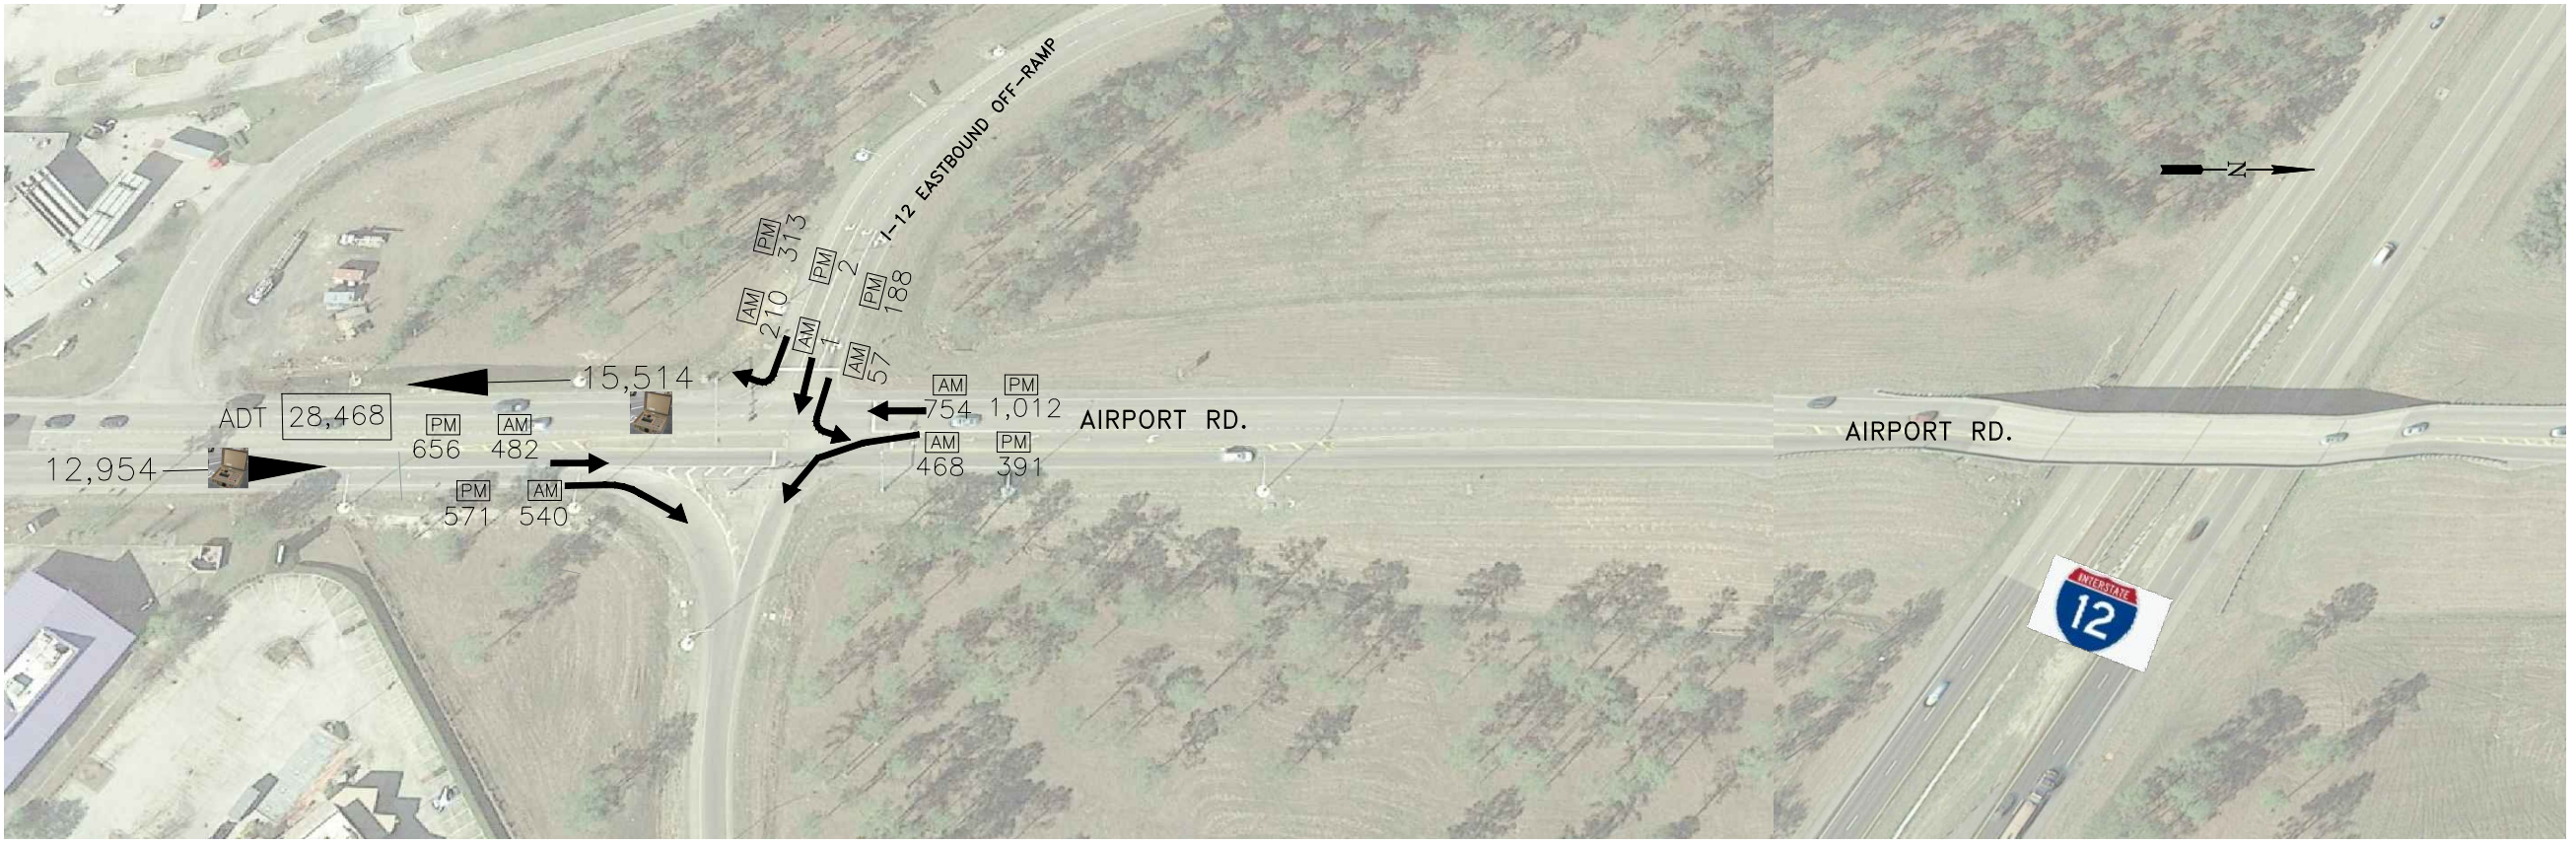 I-12 EASTBOUND OFF-RAMP
N
PM
313
PM
2
PM
188
AM
210
AM
1
AM
57
15,514
ADT 28,468
PM AM
656 482
12,954
PM AM
571 540
AM PM
754 1,012
AM PM
468 391
AIRPORT RD.
AIRPORT RD.
INTERSTATE
12